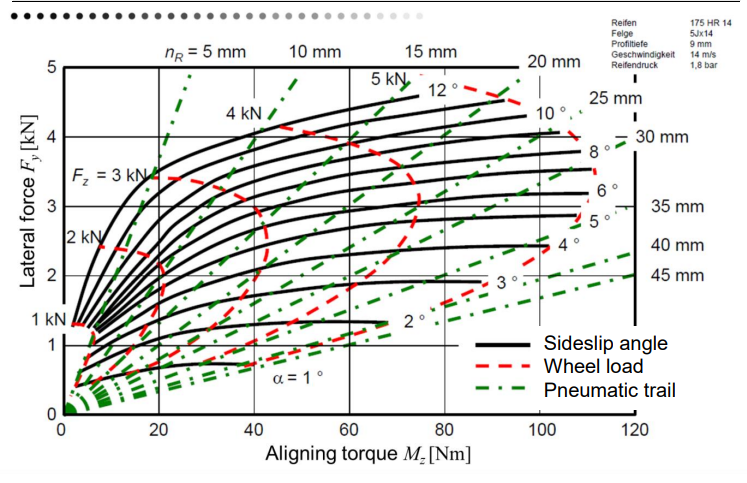 Reifen 175 HR 14
Felge 5Jx14
Profiltiefe 9 mm
Geschwindigkeit 14 m/s
Reifendruck 1,8 bar
n_R = 5 mm 10 mm 15 mm 20 mm
25 mm
30 mm
35 mm
40 mm
45 mm
5 kN 12 °
4 kN 10 °
F_z = 3 kN 8 °
6 °
2 kN 5 °
4 °
3 °
1 kN 2 °
α = 1 °
Sideslip angle
Wheel load
Pneumatic trail
5
4
3
2
1
0
Lateral force F_y [kN]
0 20 40 60 80 100 120
Aligning torque M_z [Nm]